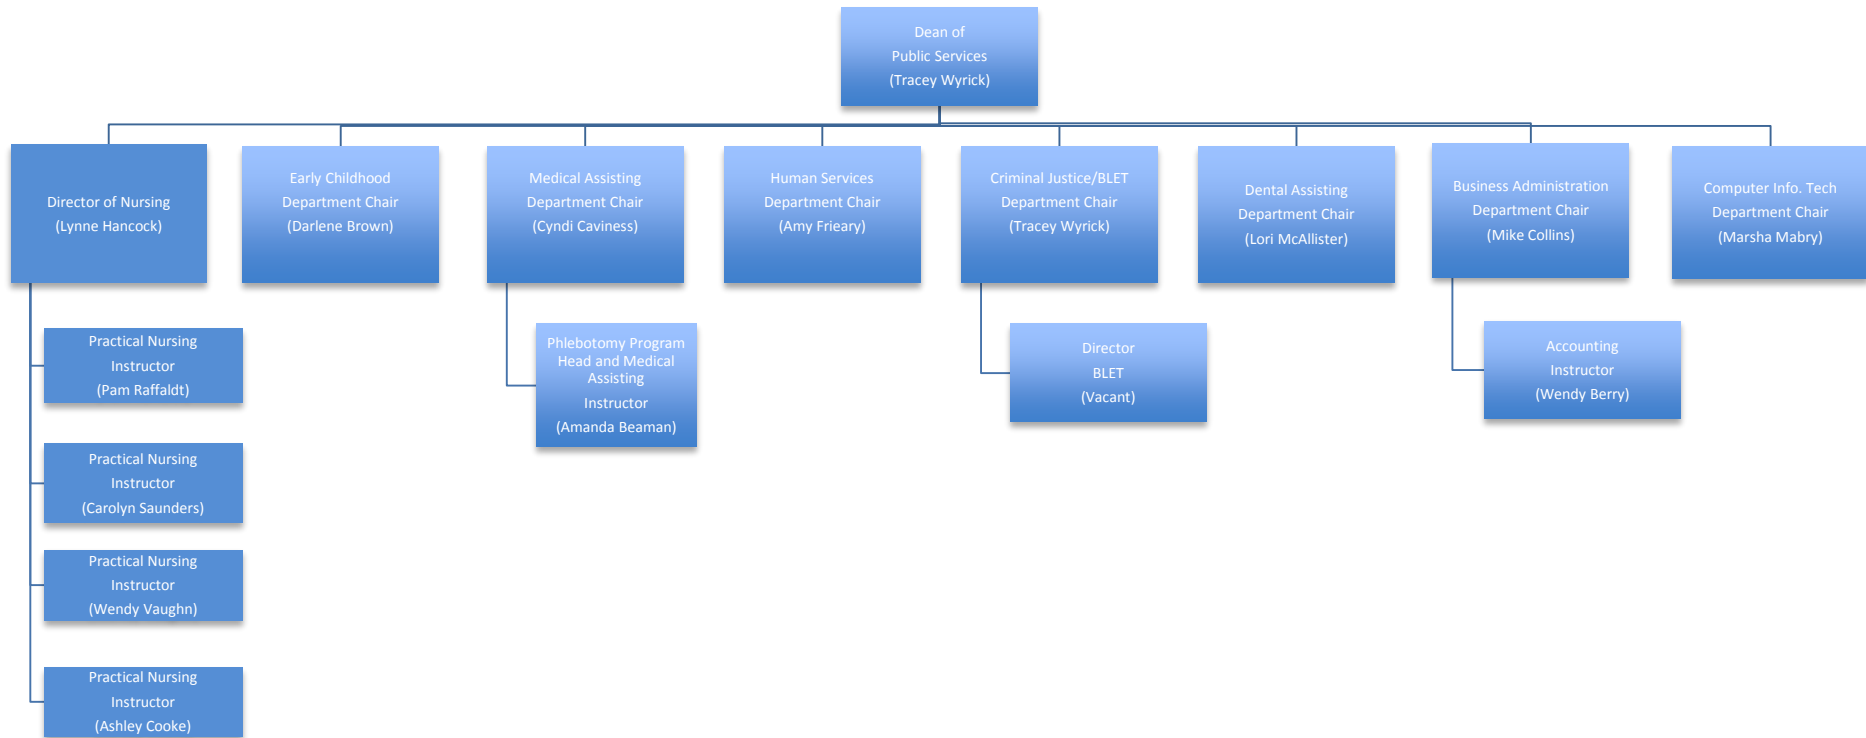 Dean of
Public Services
(Tracey Wyrick)
Director of Nursing
(Lynne Hancock)
Early Childhood
Department Chair
(Darlene Brown)
Medical Assisting
Department Chair
(Cyndi Caviness)
Human Services
Department Chair
(Amy Frieary)
Criminal Justice/BLET
Department Chair
(Tracey Wyrick)
Dental Assisting
Department Chair
(Lori McAllister)
Business Administration
Department Chair
(Mike Collins)
Computer Info. Tech
Department Chair
(Marsha Mabry)
Practical Nursing
Instructor
(Pam Raffaldt)
Practical Nursing
Instructor
(Carolyn Saunders)
Practical Nursing
Instructor
(Wendy Vaughn)
Practical Nursing
Instructor
(Ashley Cooke)
Phlebotomy Program
Head and Medical
Assisting
Instructor
(Amanda Beaman)
Director
BLET
(Vacant)
Accounting
Instructor
(Wendy Berry)